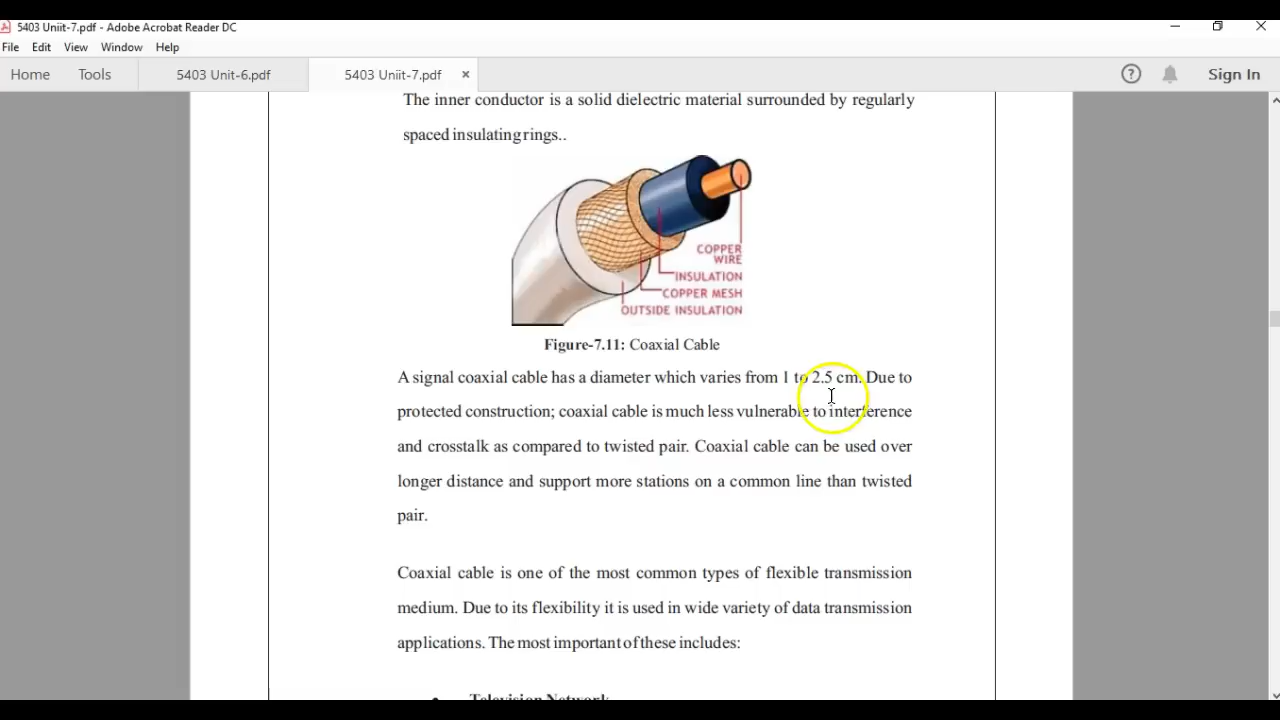 5403 Uniit-7.pdf - Adobe Acrobat Reader DC
File Edit View Window Help
Home Tools 5403 Unit-6.pdf 5403 Uniit-7.pdf × Sign In
The inner conductor is a solid dielectric material surrounded by regularly
spaced insulating rings..
COPPER
WIRE
INSULATION
COPPER MESH
OUTSIDE INSULATION
Figure-7.11: Coaxial Cable
A signal coaxial cable has a diameter which varies from 1 to 2.5 cm. Due to
protected construction; coaxial cable is much less vulnerable to interference
and crosstalk as compared to twisted pair. Coaxial cable can be used over
longer distance and support more stations on a common line than twisted
pair.
Coaxial cable is one of the most common types of flexible transmission
medium. Due to its flexibility it is used in wide variety of data transmission
applications. The most important of these includes:
• Television Network